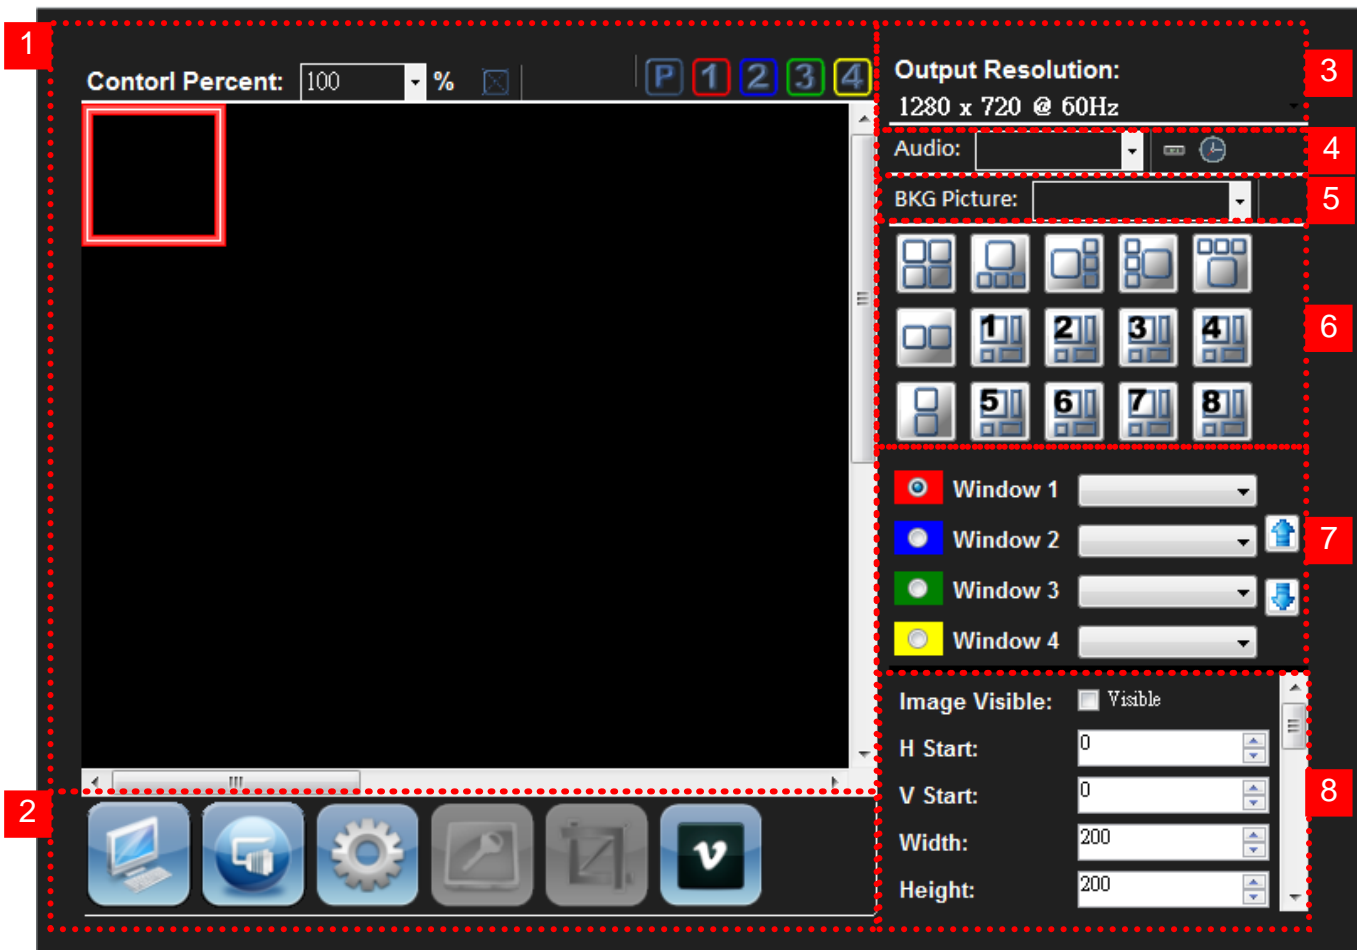 1
Contorl Percent: 100 %
P 1 2 3 4
Output Resolution:
1280 x 720 @ 60Hz
3
Audio:
4
BKG Picture:
5
1 2 3 4
6
5 6 7 8
Window 1
Window 2
7
Window 3
Window 4
Image Visible: Visible
H Start: 0
V Start: 0
8
Width: 200
Height: 200
2
v